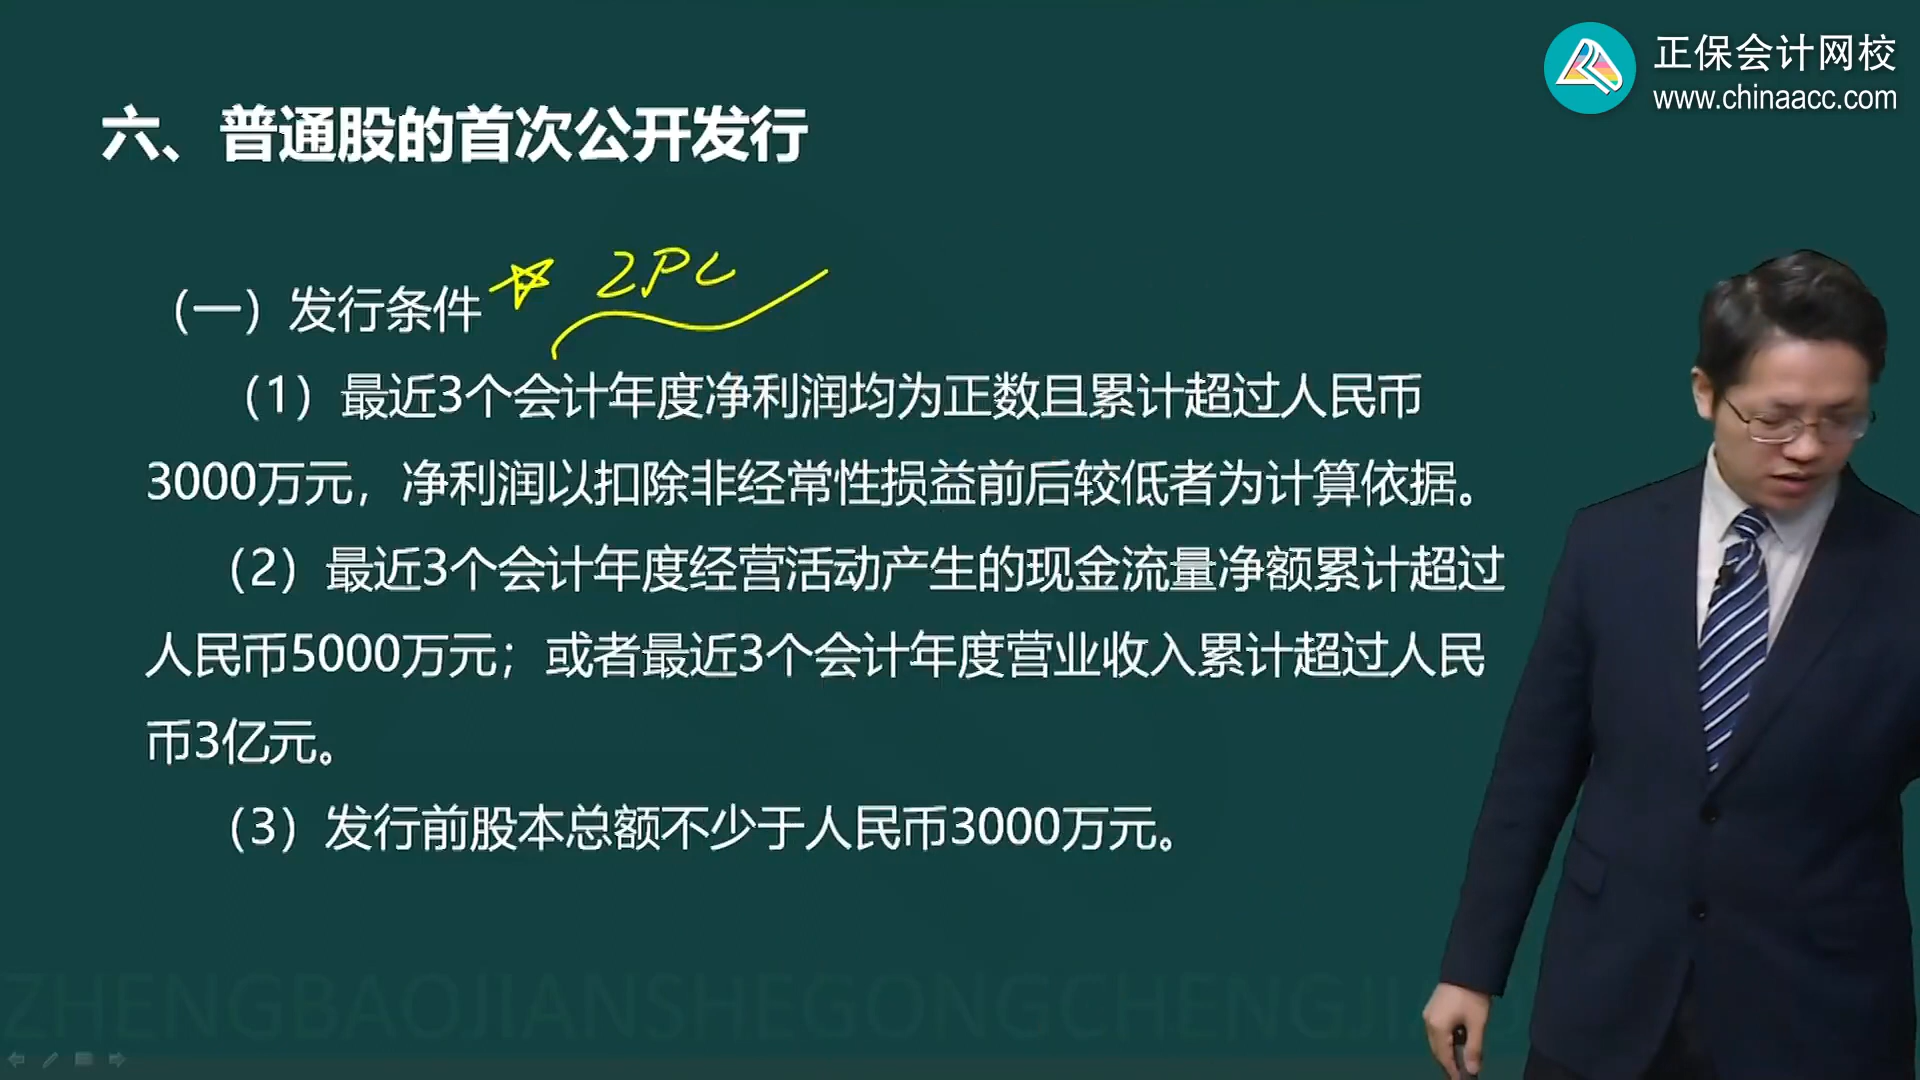 正保会计网校
www.chinaacc.com
六、普通股的首次公开发行
ZPC
（一）发行条件
（1）最近3个会计年度净利润均为正数且累计超过人民币
3000万元，净利润以扣除非经常性损益前后较低者为计算依据。
（2）最近3个会计年度经营活动产生的现金流量净额累计超过
人民币5000万元；或者最近3个会计年度营业收入累计超过人民
币3亿元。
（3）发行前股本总额不少于人民币3000万元。